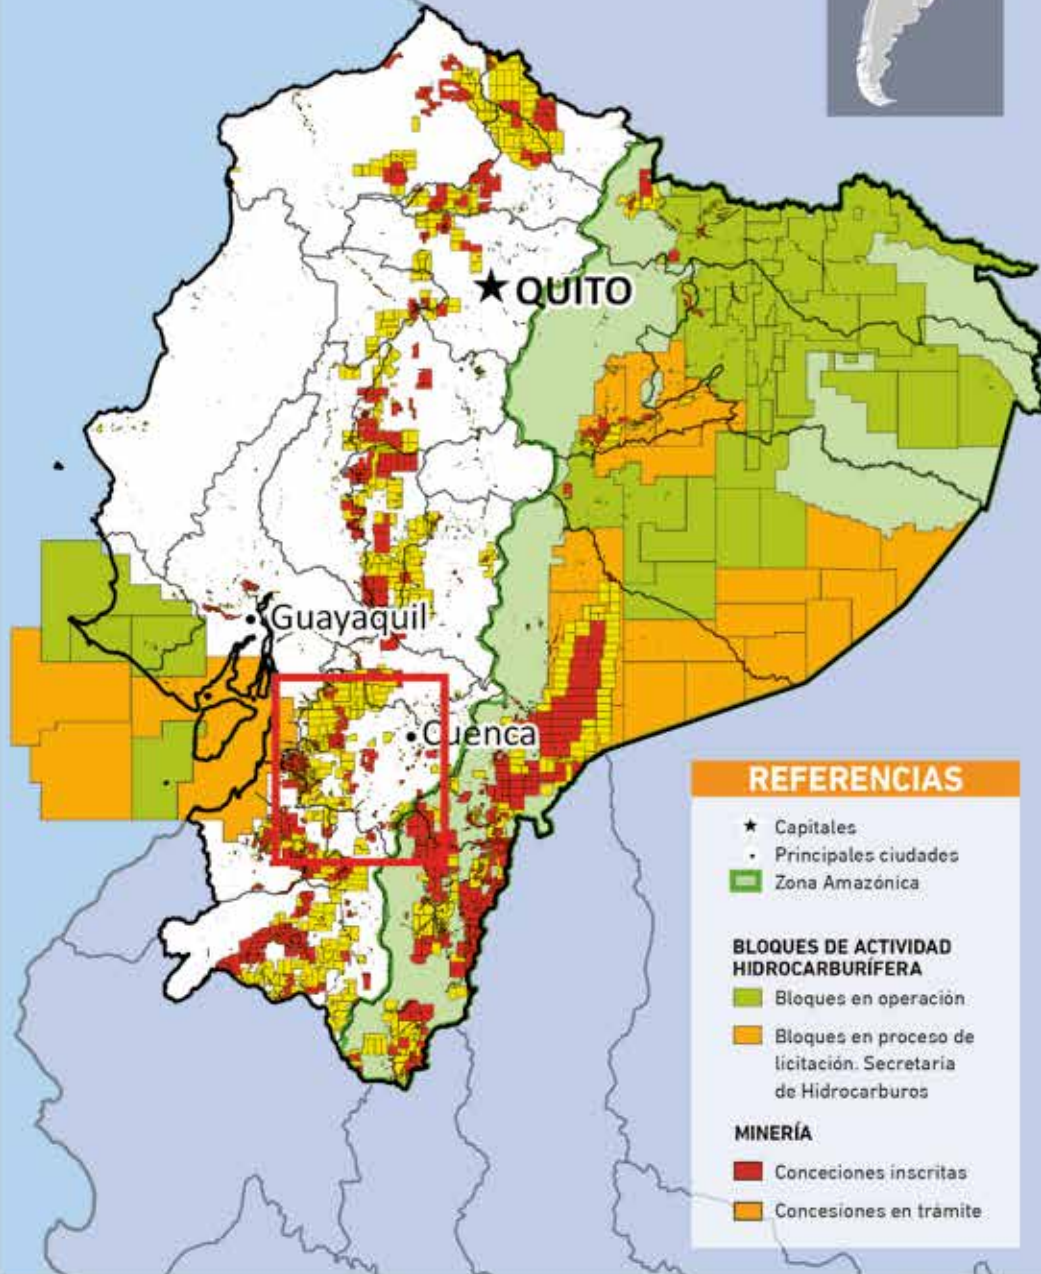 QUITO
Guayaquil
Cuenca
REFERENCIAS
Capitales
Principales ciudades
Zona Amazónica
BLOQUES DE ACTIVIDAD
HIDROCARBURÍFERA
Bloques en operación
Bloques en proceso de
licitación. Secretaria
de Hidrocarburos
MINERÍA
Conceciones inscritas
Concesiones en tràmite